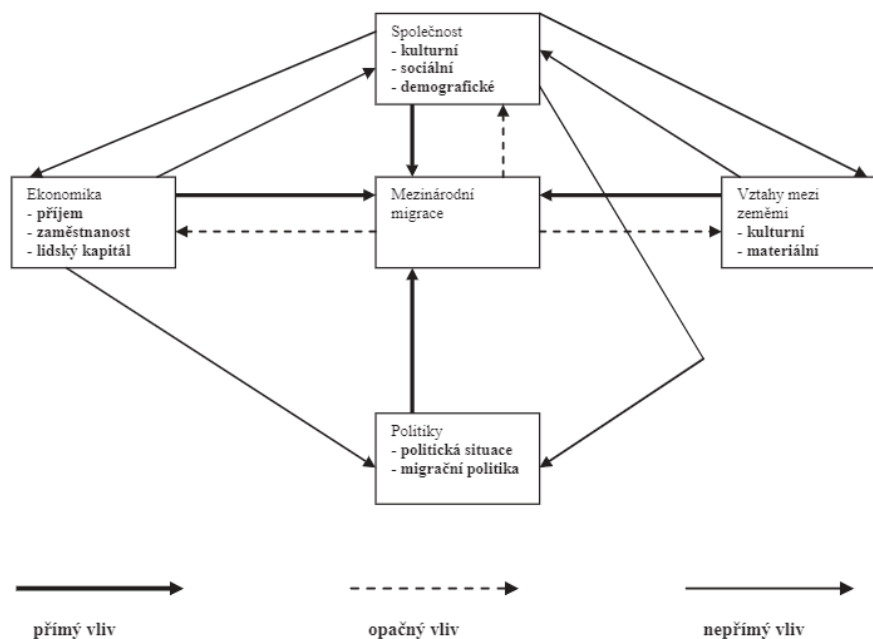 Společnost
- kulturní
- sociální
- demografické
Ekonomika
- příjem
- zaměstnanost
- lidský kapitál
Mezinárodní
migrace
Vztahy mezi
zeměmi
- kulturní
- materiální
Politiky
- politická situace
- migrační politika
přímý vliv
opačný vliv
nepřímý vliv